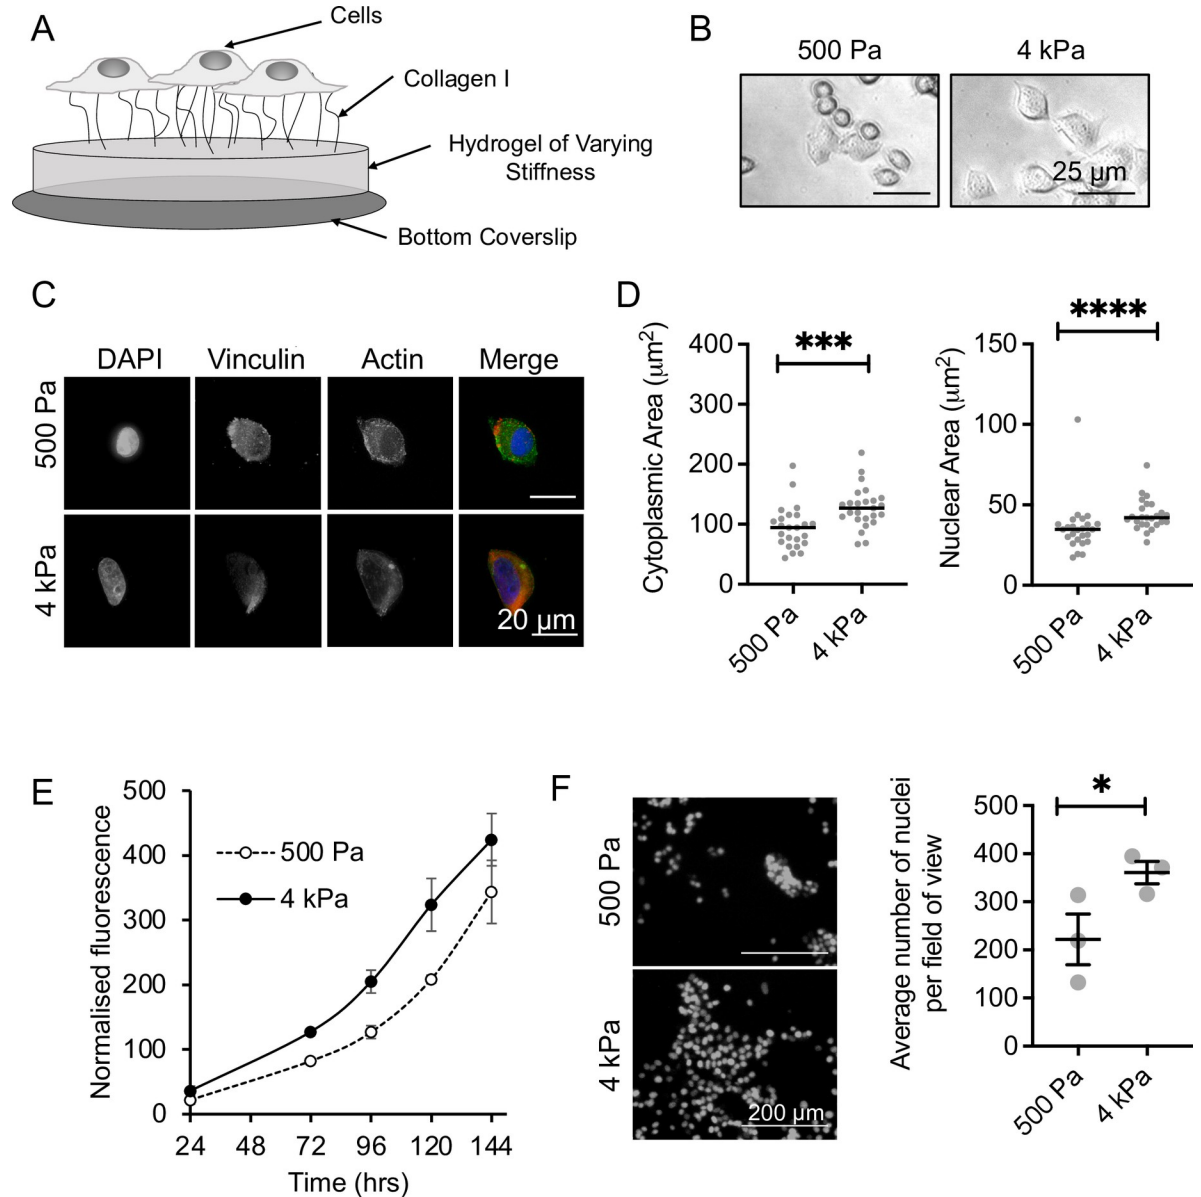 A
Cells
Collagen I
Hydrogel of Varying
Stiffness
Bottom Coverslip
B
500 Pa
4 kPa
25 µm
C
DAPI
Vinculin
Actin
Merge
500 Pa
4 kPa
20 µm
D
Cytoplasmic Area (µm²)
400
300
200
100
0
***
500 Pa
4 kPa
Nuclear Area (µm²)
150
100
50
0
****
500 Pa
4 kPa
E
Normalised fluorescence
500
400
300
200
100
0
500 Pa
4 kPa
24
48
72
96
120
144
Time (hrs)
F
500 Pa
4 kPa
200 µm
Average number of nuclei
per field of view
500
400
300
200
100
0
*
500 Pa
4 kPa